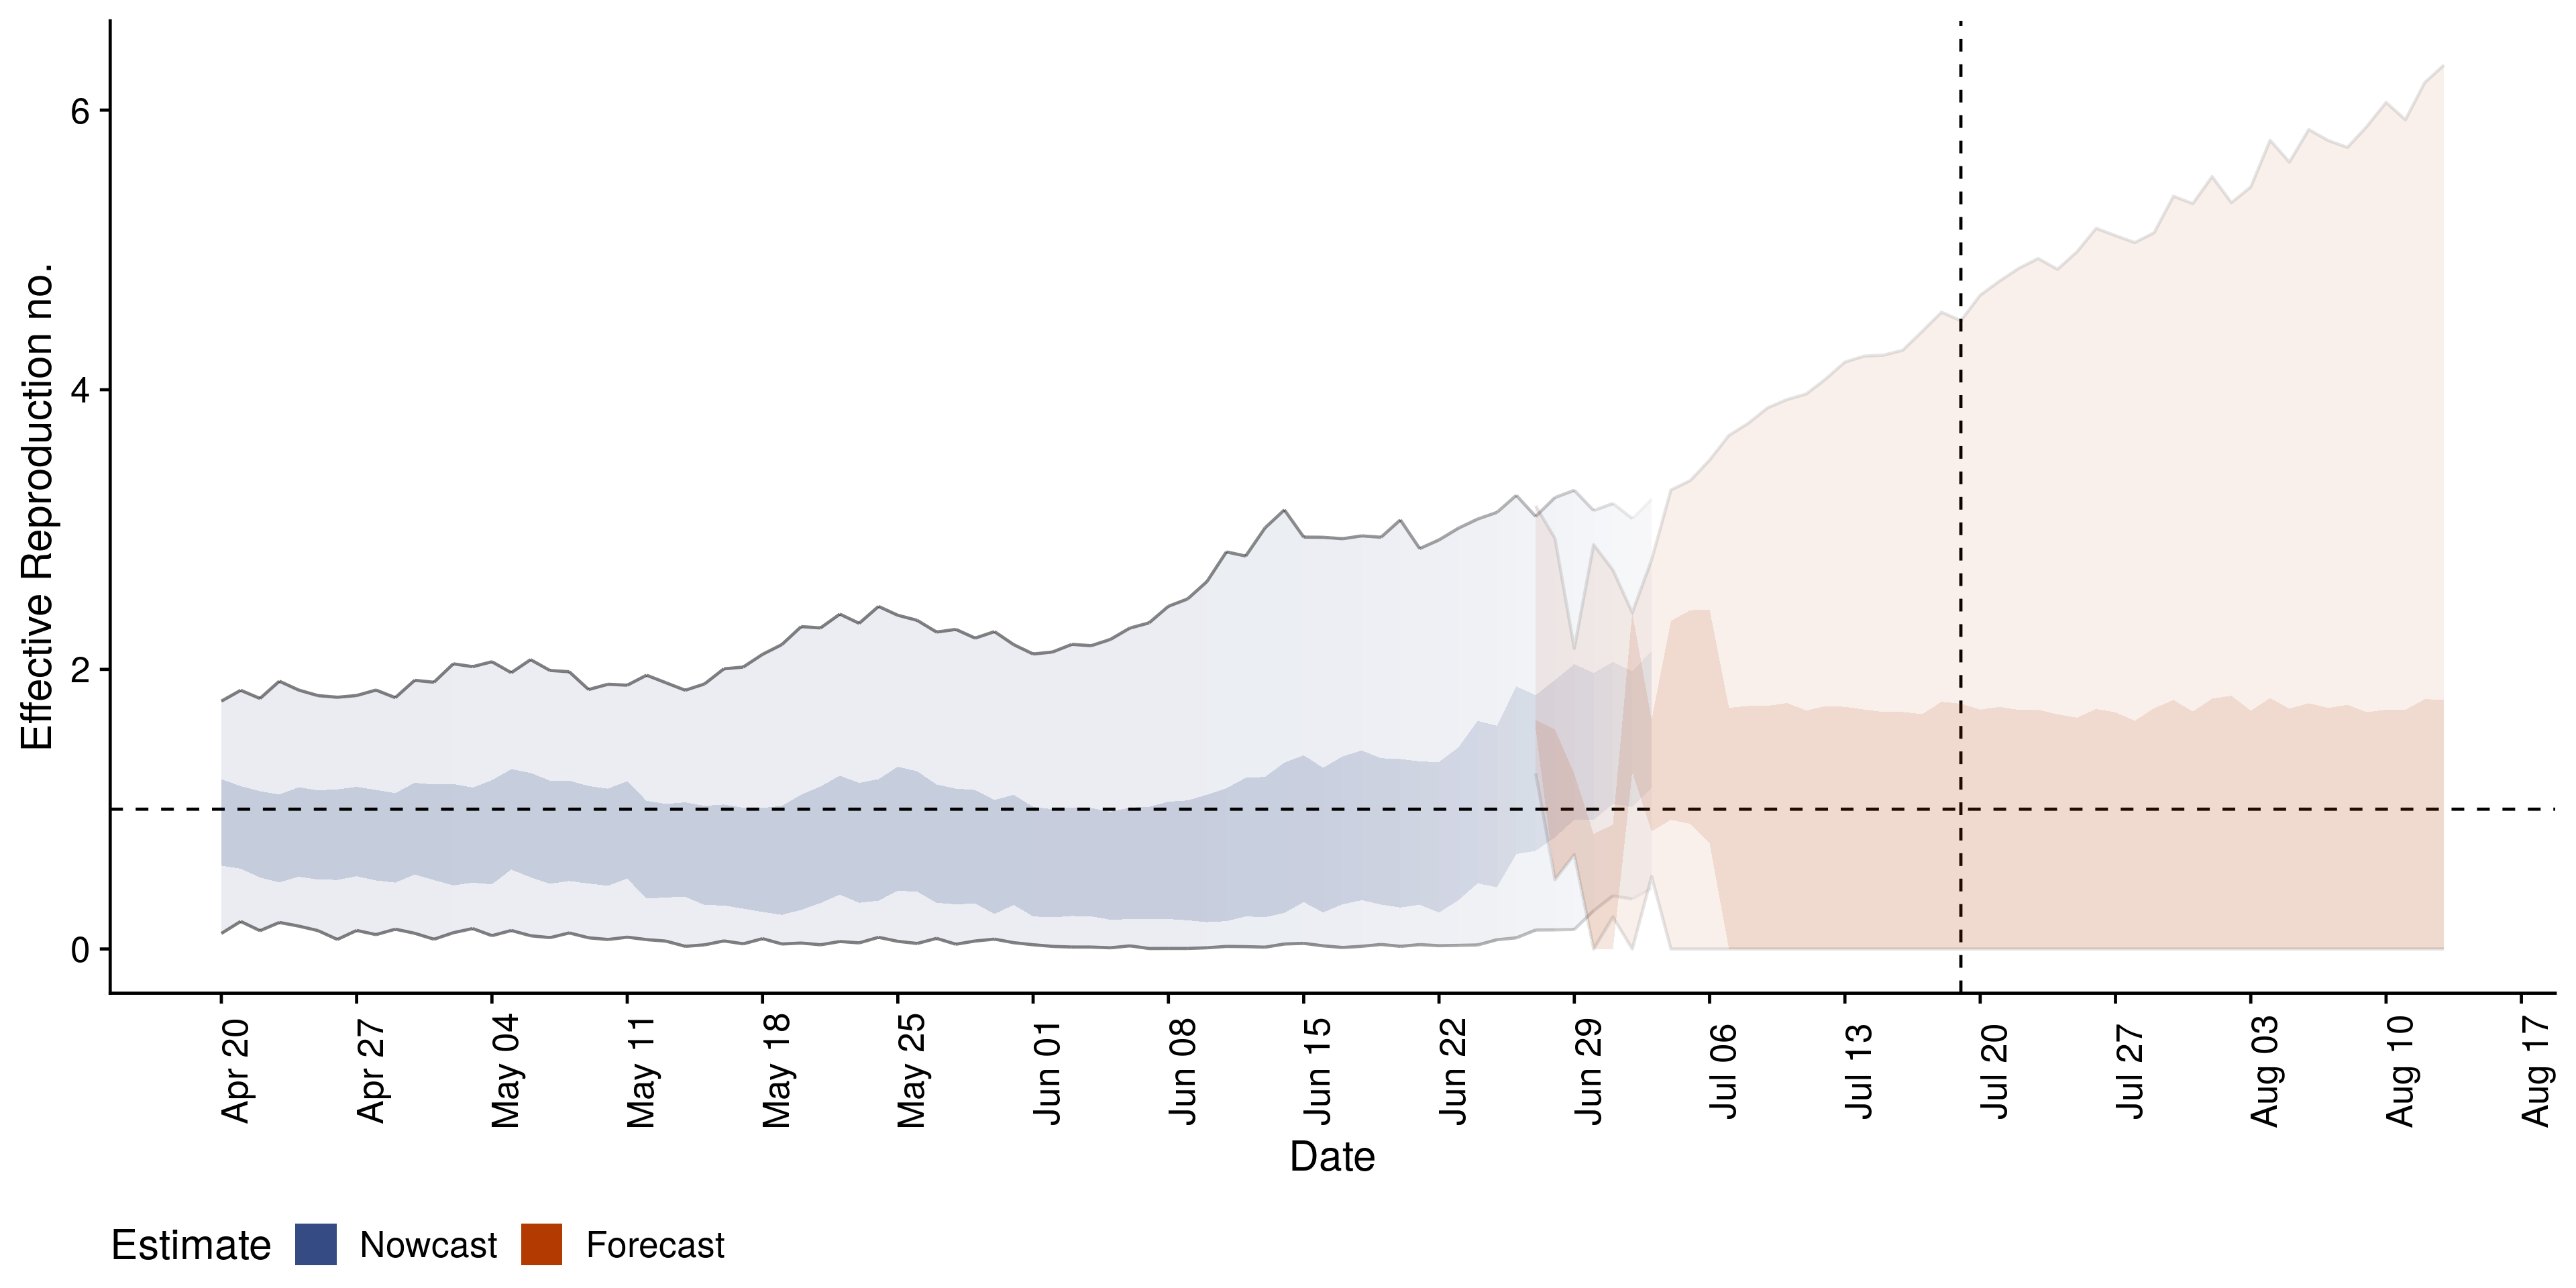 Effective Reproduction no.
6
4
2
0
Apr 20
Apr 27
May 04
May 11
May 18
May 25
Jun 01
Jun 08
Jun 15
Jun 22
Jun 29
Jul 06
Jul 13
Jul 20
Jul 27
Aug 03
Aug 10
Aug 17
Date
Estimate Nowcast Forecast